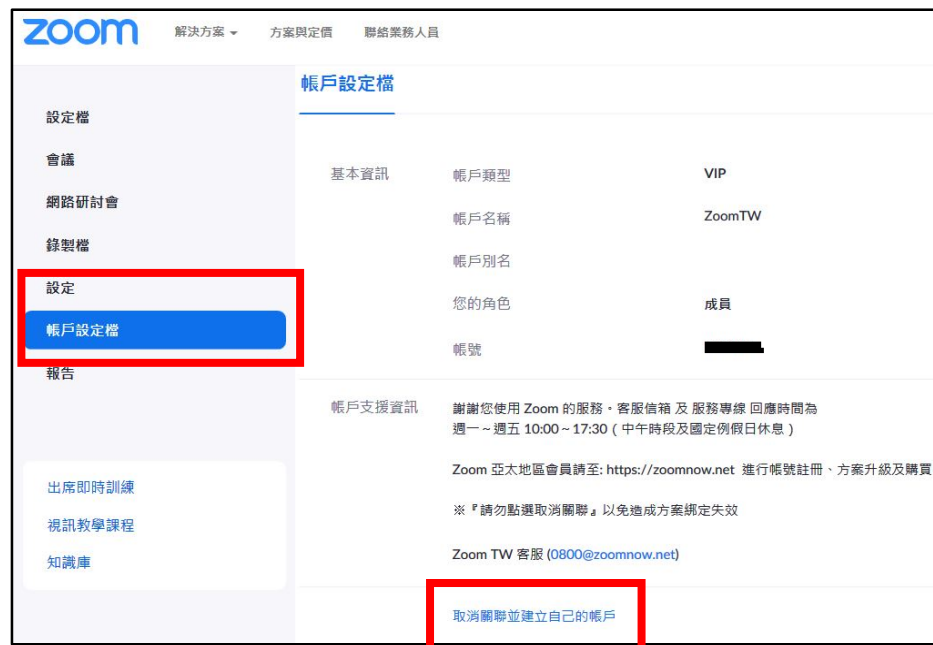 zoom 解決方案 方案與定價 聯絡業務人員
帳戶設定檔
設定檔
會議
網路研討會
錄製檔
設定
帳戶設定檔
報告
出席即時訓練
視訊教學課程
知識庫
基本資訊 帳戶類型 VIP
帳戶名稱 ZoomTW
帳戶別名
您的角色 成員
帳號
帳戶支援資訊 謝謝您使用 Zoom 的服務。客服信箱 及 服務專線 回應時間為
週一~週五 10:00~17:30(中午時段及國定例假日休息)
Zoom 亞太地區會員請至: https://zoomnow.net 進行帳號註冊、方案升級及購買
※『請勿點選取消關聯』以免造成方案綁定失效
Zoom TW 客服 (0800@zoomnow.net)
取消關聯並建立自己的帳戶